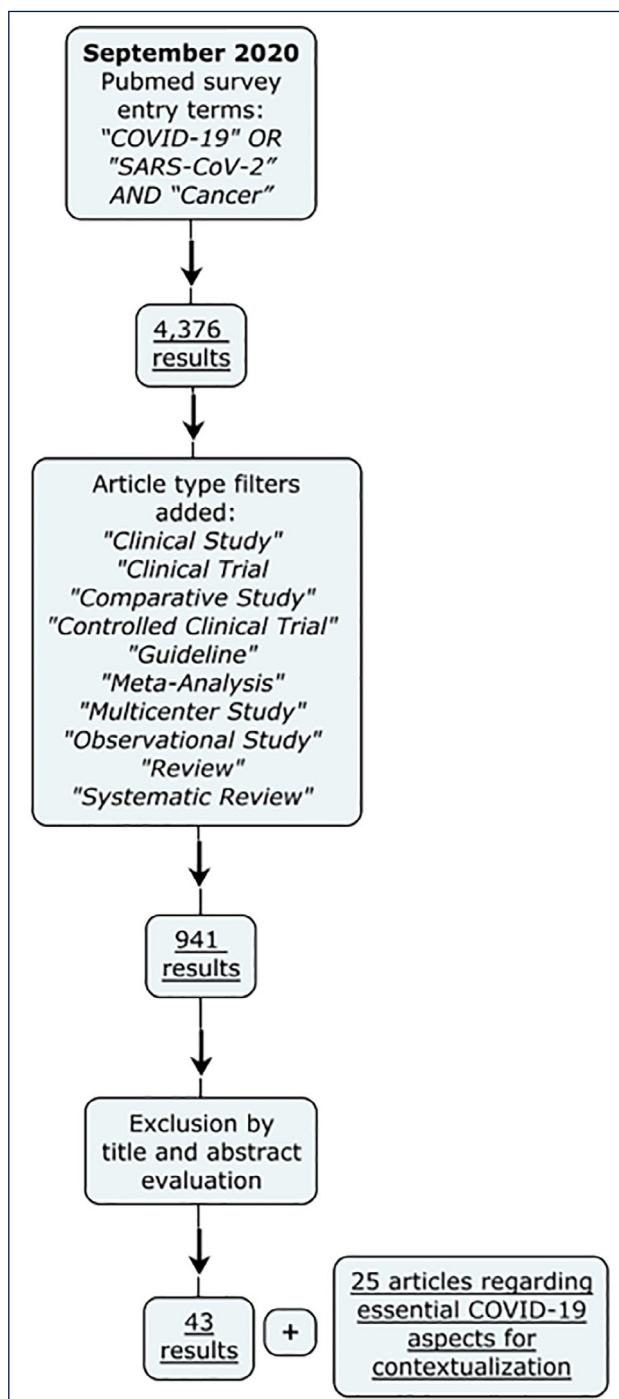 September 2020
Pubmed survey
entry terms:
“COVID-19" OR
"SARS-CoV-2”
AND “Cancer”
4,376
results
Article type filters
added:
"Clinical Study"
"Clinical Trial
"Comparative Study"
"Controlled Clinical Trial"
"Guideline"
"Meta-Analysis"
"Multicenter Study"
"Observational Study"
"Review"
"Systematic Review"
941
results
Exclusion by
title and abstract
evaluation
43
results
+
25 articles regarding
essential COVID-19
aspects for
contextualization